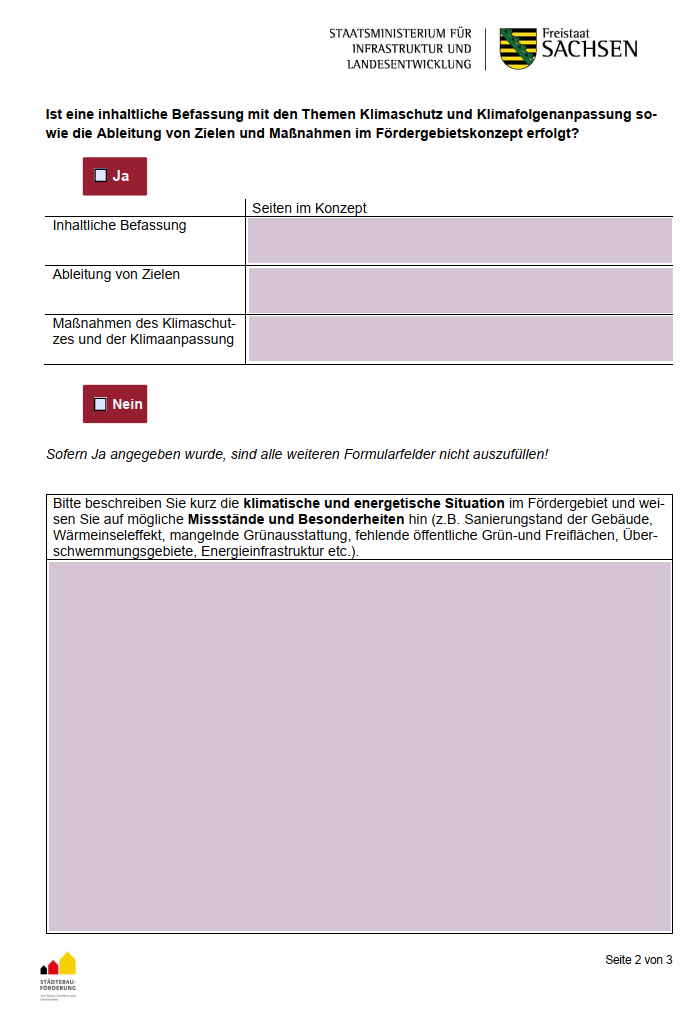 STAATSMINISTERIUM FÜR
INFRASTRUKTUR UND
LANDESENTWICKLUNG
Freistaat
SACHSEN
Ist eine inhaltliche Befassung mit den Themen Klimaschutz und Klimafolgenanpassung so-
wie die Ableitung von Zielen und Maßnahmen im Fördergebietskonzept erfolgt?
Ja
Seiten im Konzept
Inhaltliche Befassung
Ableitung von Zielen
Maßnahmen des Klimaschut-
zes und der Klimaanpassung
Nein
Sofern Ja angegeben wurde, sind alle weiteren Formularfelder nicht auszufüllen!
Bitte beschreiben Sie kurz die klimatische und energetische Situation im Fördergebiet und wei-
sen Sie auf mögliche Missstände und Besonderheiten hin (z.B. Sanierungstand der Gebäude,
Wärmeinseleffekt, mangelnde Grünausstattung, fehlende öffentliche Grün-und Freiflächen, Über-
schwemmungsgebiete, Energieinfrastruktur etc.).
STÄDTEBAU-
FÖRDERUNG
von Bund, Ländern und
Gemeinden
Seite 2 von 3